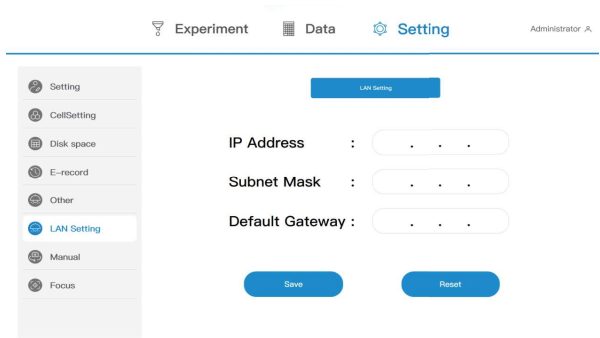 Experiment Data Setting Administrator
Setting
CellSetting
Disk space
E-record
Other
LAN Setting
Manual
Focus
LAN Setting
IP Address : . . .
Subnet Mask : . . .
Default Gateway : . . .
Save Reset